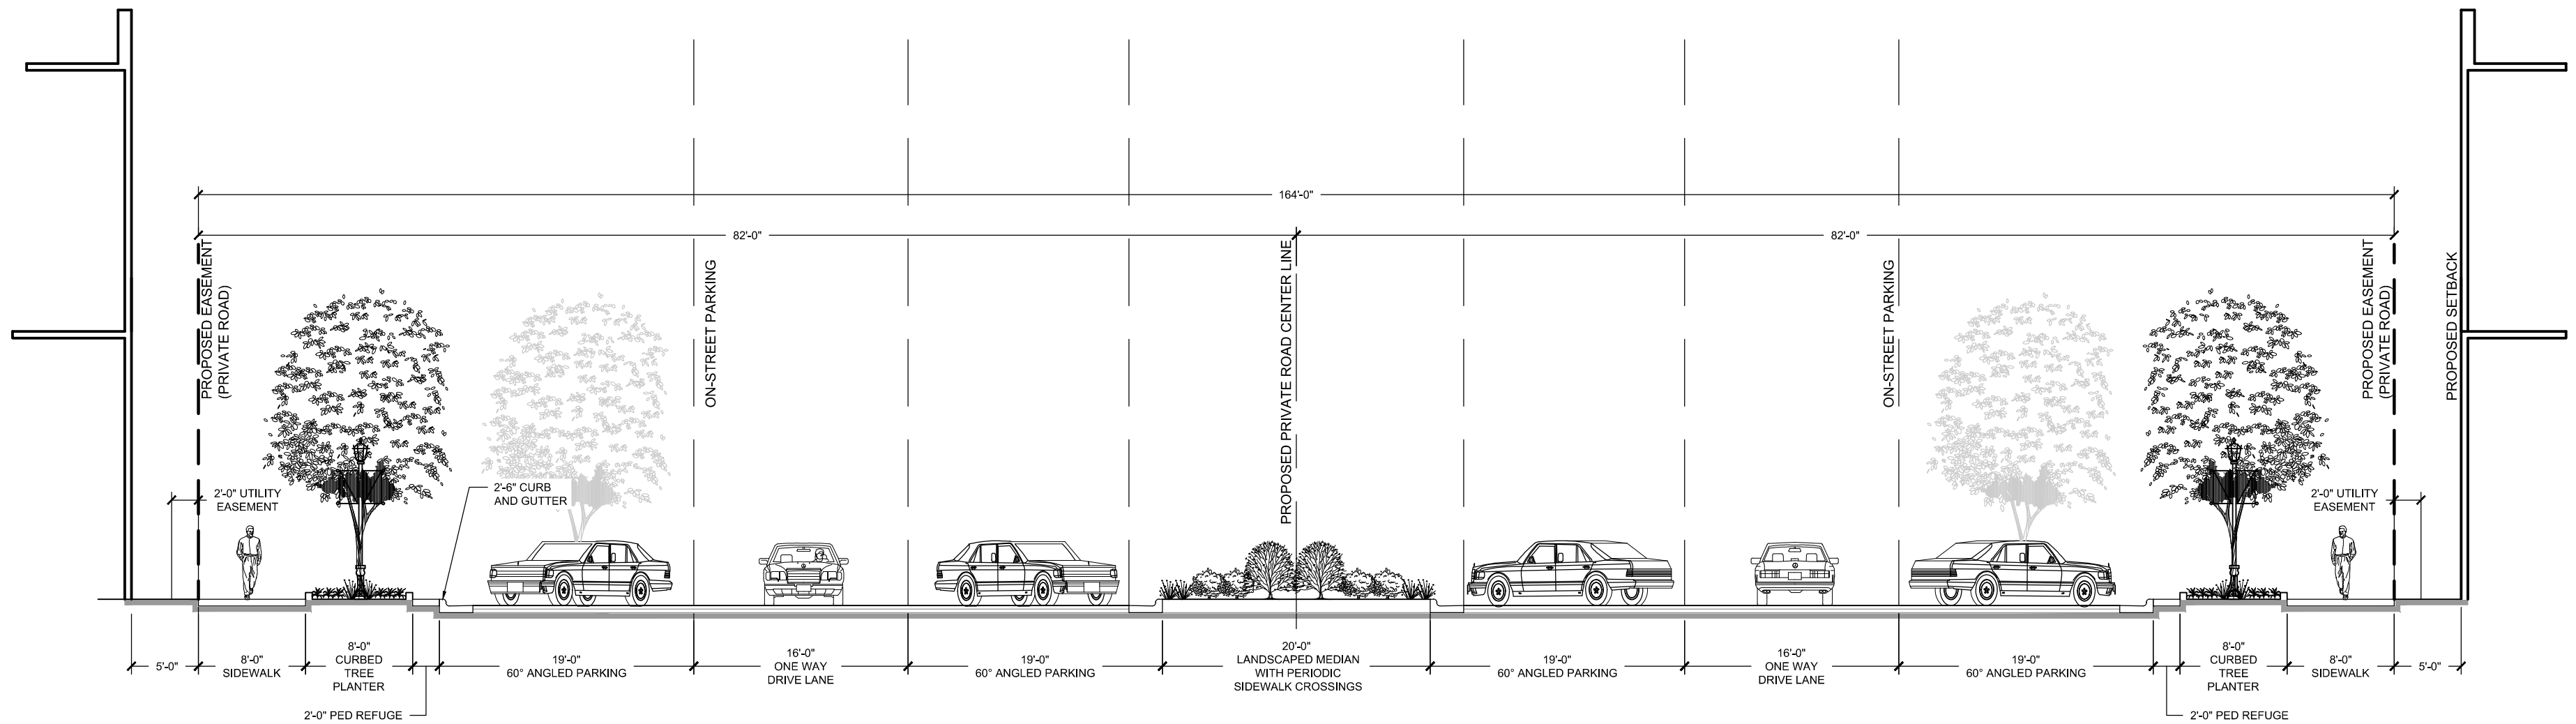 164'-0"
82'-0"
82'-0"
PROPOSED EASEMENT
(PRIVATE ROAD)
ON-STREET PARKING
PROPOSED PRIVATE ROAD CENTER LINE
ON-STREET PARKING
PROPOSED EASEMENT
(PRIVATE ROAD)
PROPOSED SETBACK
2'-0" UTILITY
EASEMENT
2'-6" CURB
AND GUTTER
2'-0" UTILITY
EASEMENT
5'-0"
8'-0"
SIDEWALK
8'-0"
CURBED
TREE
PLANTER
2'-0" PED REFUGE
19'-0"
60° ANGLED PARKING
16'-0"
ONE WAY
DRIVE LANE
19'-0"
60° ANGLED PARKING
20'-0"
LANDSCAPED MEDIAN
WITH PERIODIC
SIDEWALK CROSSINGS
19'-0"
60° ANGLED PARKING
16'-0"
ONE WAY
DRIVE LANE
19'-0"
60° ANGLED PARKING
2'-0" PED REFUGE
8'-0"
CURBED
TREE
PLANTER
8'-0"
SIDEWALK
5'-0"